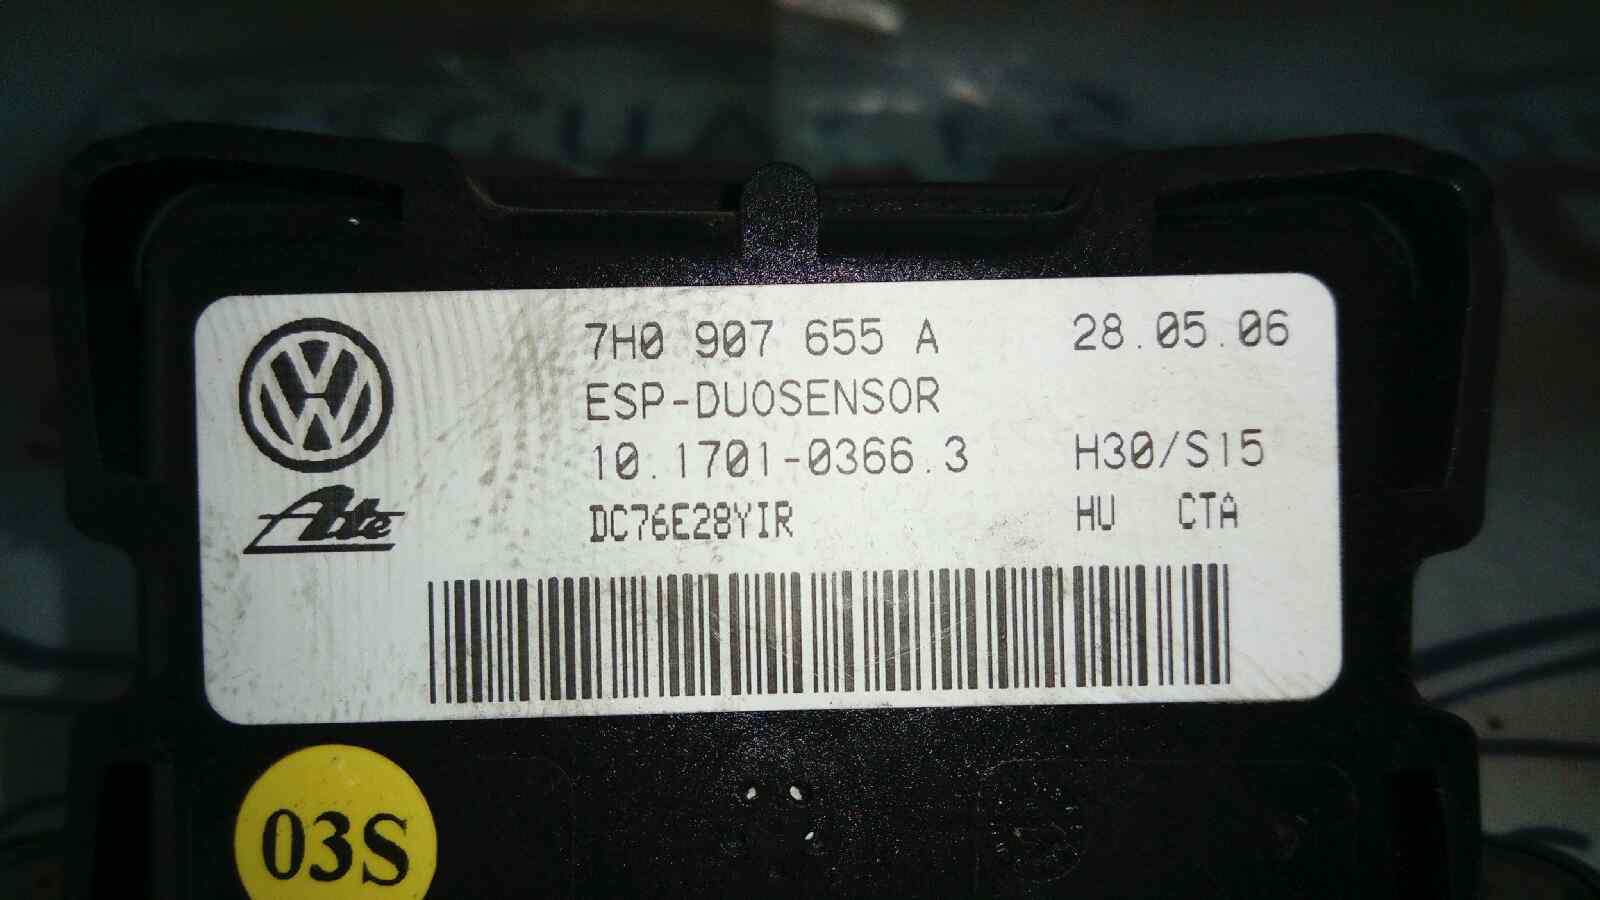 7H0 907 655 A 28.05.06
ESP-DUOSENSOR
10.1701-0366.3 H30/S15
Ate DC76E28YIR HU CTA
03S